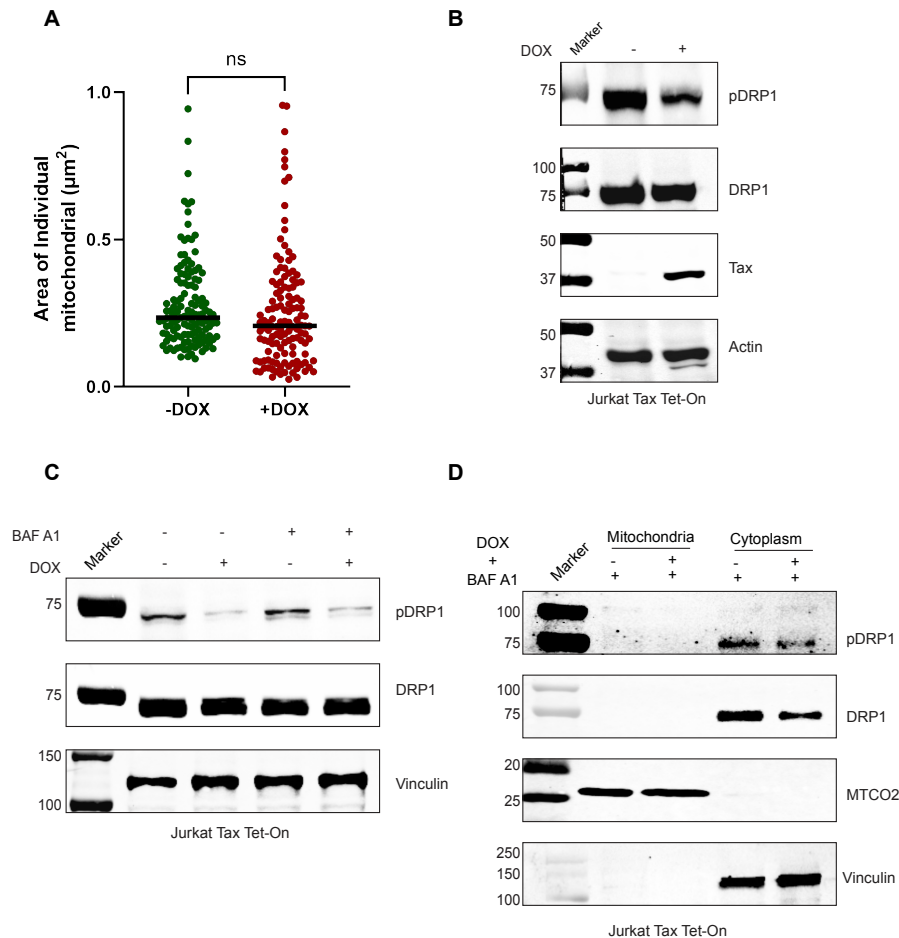 A
ns
1.0
0.5
0.0
Area of Individual
mitochondrial (µm²)
-DOX
+DOX
B
DOX
Marker
-
+
75
pDRP1
100
75
DRP1
50
37
Tax
50
37
Actin
Jurkat Tax Tet-On
C
BAF A1
-
-
+
+
DOX
Marker
-
+
-
+
75
pDRP1
75
DRP1
150
100
Vinculin
Jurkat Tax Tet-On
D
DOX
+
BAF A1
Marker
Mitochondria
Cytoplasm
-
+
-
+
+
+
+
+
100
75
pDRP1
100
75
DRP1
20
25
MTCO2
250
150
100
Vinculin
Jurkat Tax Tet-On